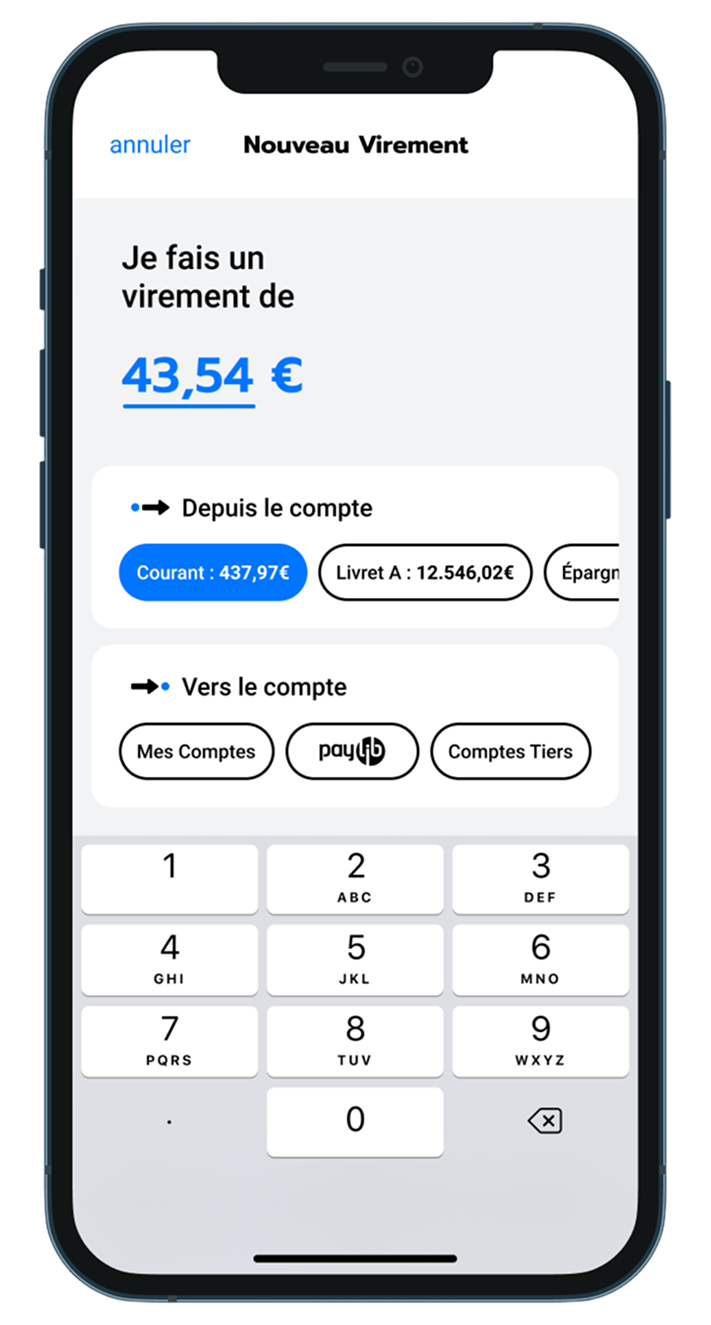 annuler Nouveau Virement
Je fais un
virement de
43,54 €
Depuis le compte
Courant : 437,97€ Livret A : 12.546,02€ Épargn
Vers le compte
Mes Comptes paylib Comptes Tiers
1 2 3
ABC DEF
4 5 6
GHI JKL MNO
7 8 9
PQRS TUV WXYZ
. 0